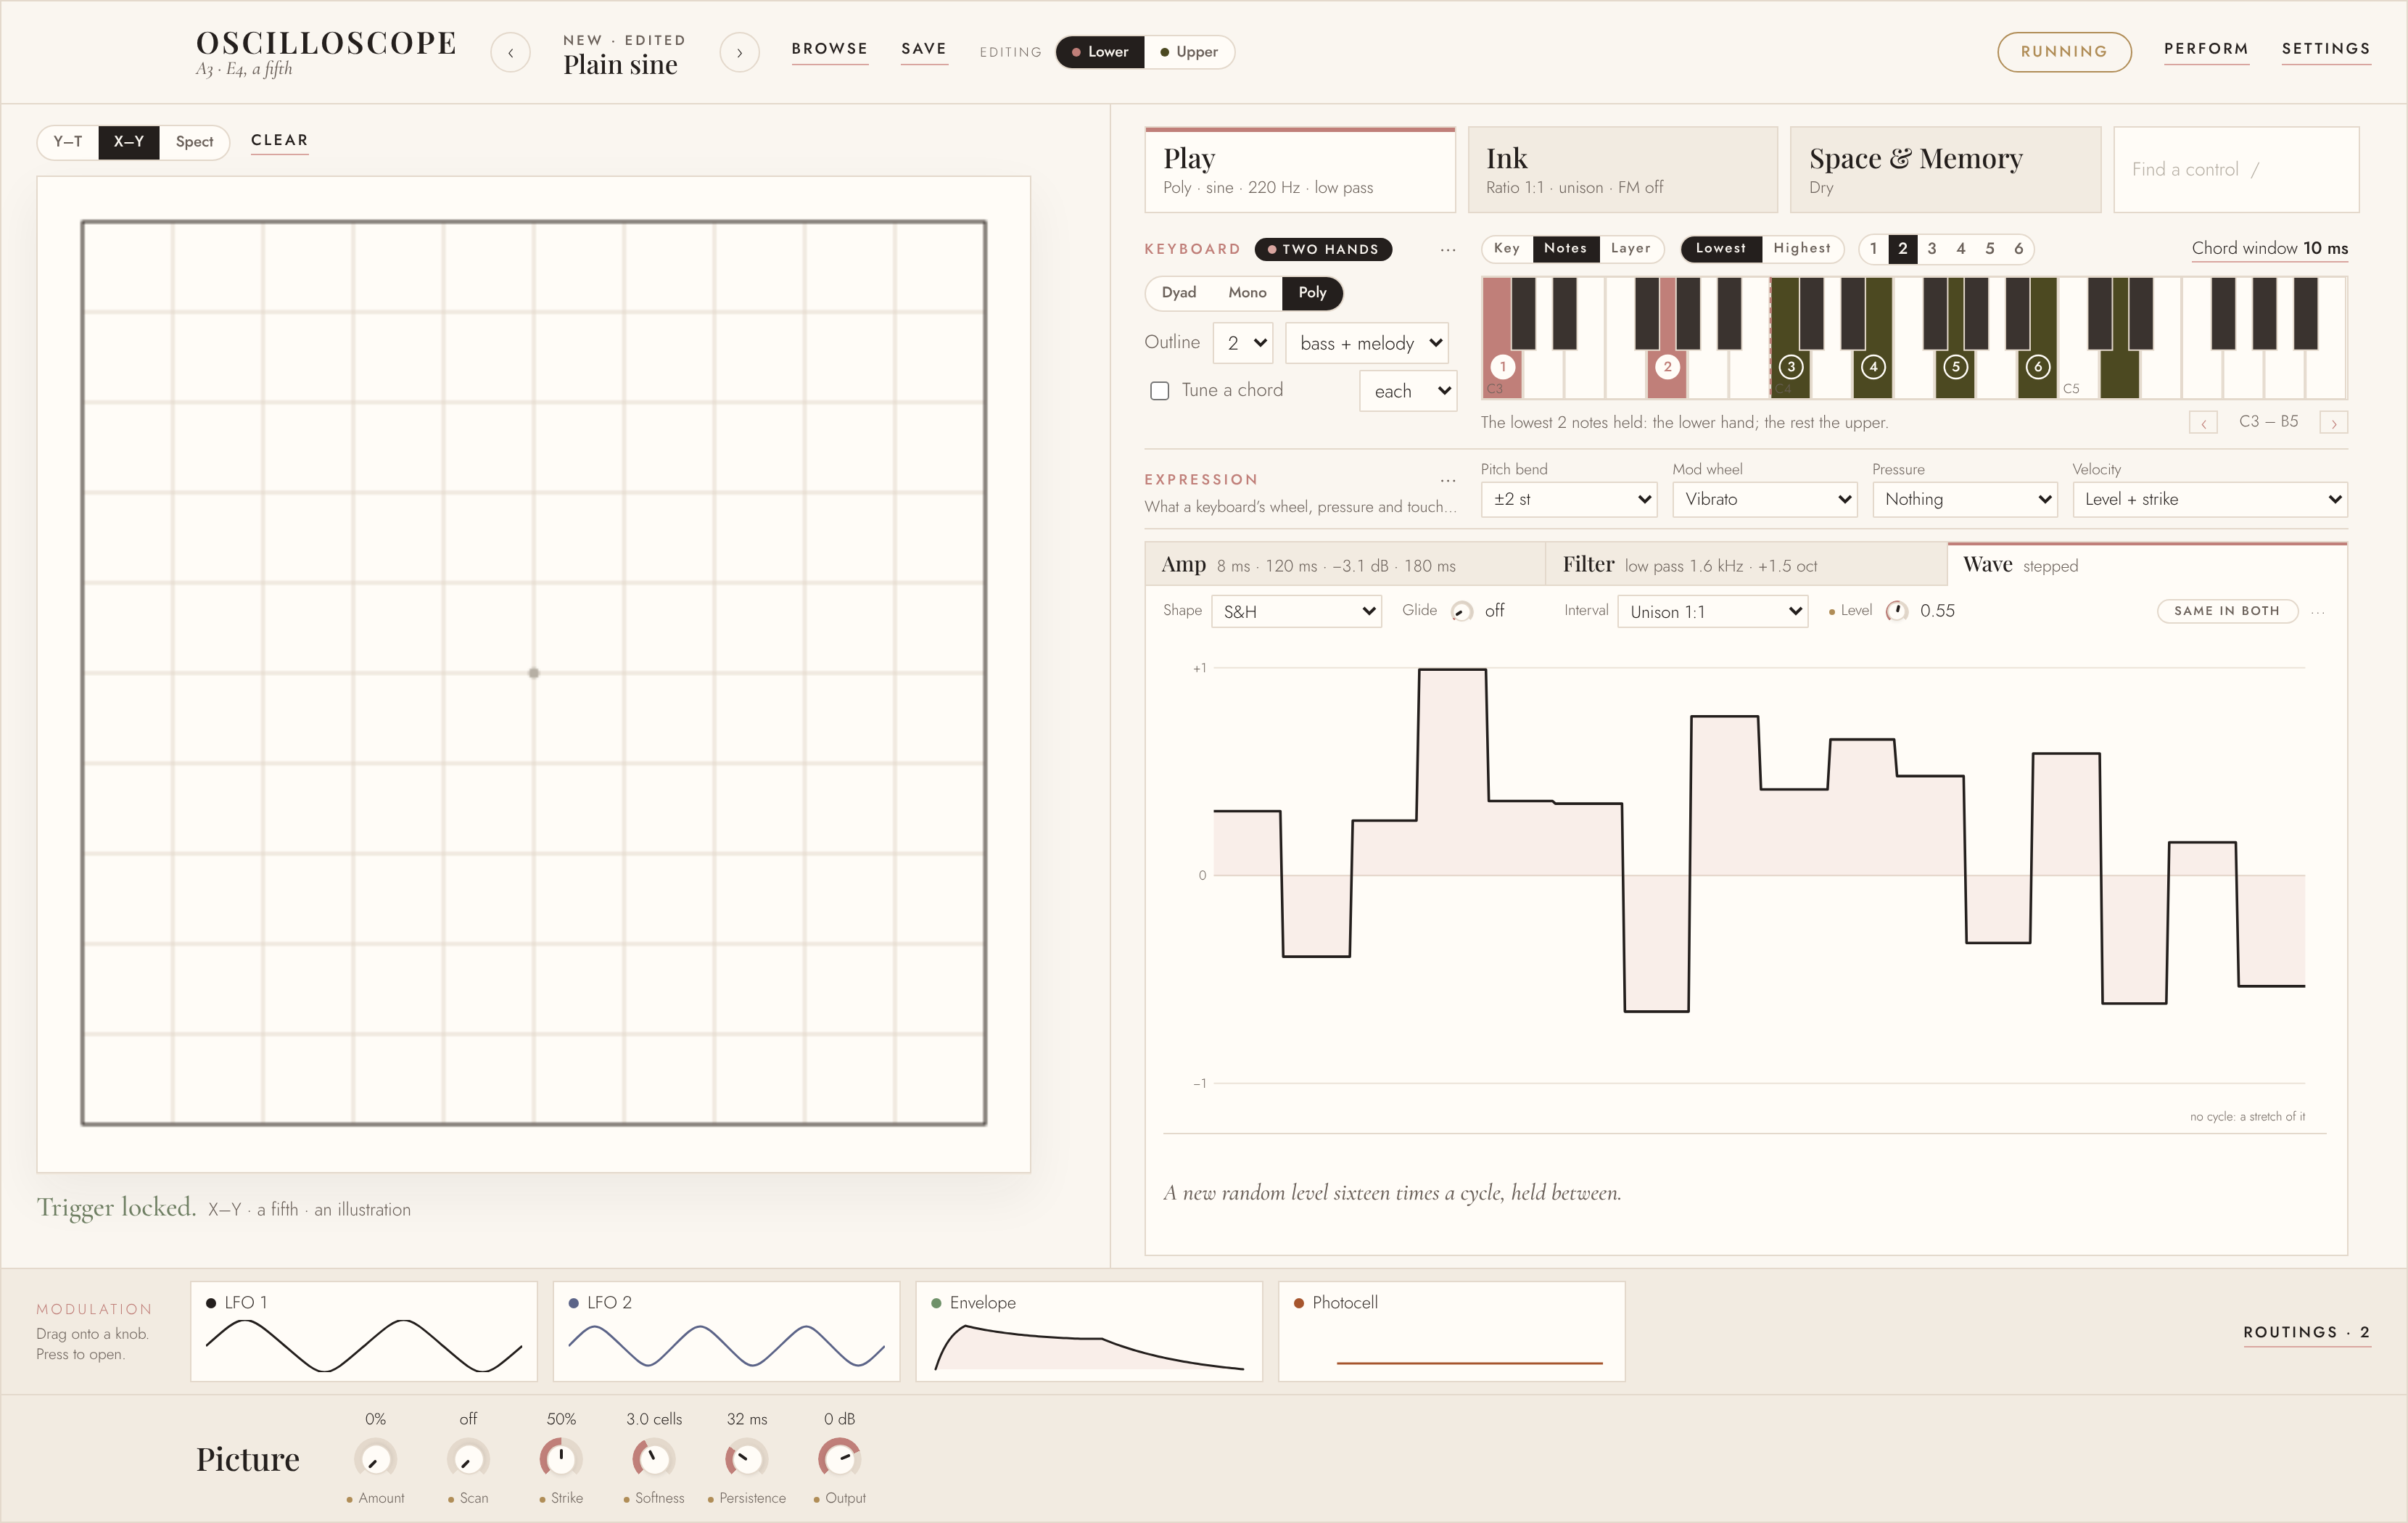 OSCILLOSCOPE
A3 · E4, a fifth
‹
NEW · EDITED
Plain sine
›
BROWSE
SAVE
EDITING
Lower
Upper
RUNNING
PERFORM
SETTINGS
Y–T
X–Y
Spect
CLEAR
Trigger locked. X–Y · a fifth · an illustration
Play
Poly · sine · 220 Hz · low pass
Ink
Ratio 1:1 · unison · FM off
Space & Memory
Dry
Find a control /
KEYBOARD
TWO HANDS
...
Key
Notes
Layer
Lowest
Highest
1 2 3 4 5 6
Chord window 10 ms
Dyad
Mono
Poly
Outline
2
bass + melody
Tune a chord
each
1 2 3 4 5 6
C3 C4 C5
The lowest 2 notes held: the lower hand; the rest the upper.
‹ C3 – B5 ›
EXPRESSION
...
What a keyboard's wheel, pressure and touch...
Pitch bend
±2 st
Mod wheel
Vibrato
Pressure
Nothing
Velocity
Level + strike
Amp 8 ms · 120 ms · −3.1 dB · 180 ms
Filter low pass 1.6 kHz · +1.5 oct
Wave stepped
Shape
S&H
Glide
off
Interval
Unison 1:1
Level
0.55
SAME IN BOTH
...
+1
0
−1
no cycle: a stretch of it
A new random level sixteen times a cycle, held between.
MODULATION
Drag onto a knob.
Press to open.
LFO 1
LFO 2
Envelope
Photocell
ROUTINGS · 2
Picture
0%
Amount
off
Scan
50%
Strike
3.0 cells
Softness
32 ms
Persistence
0 dB
Output